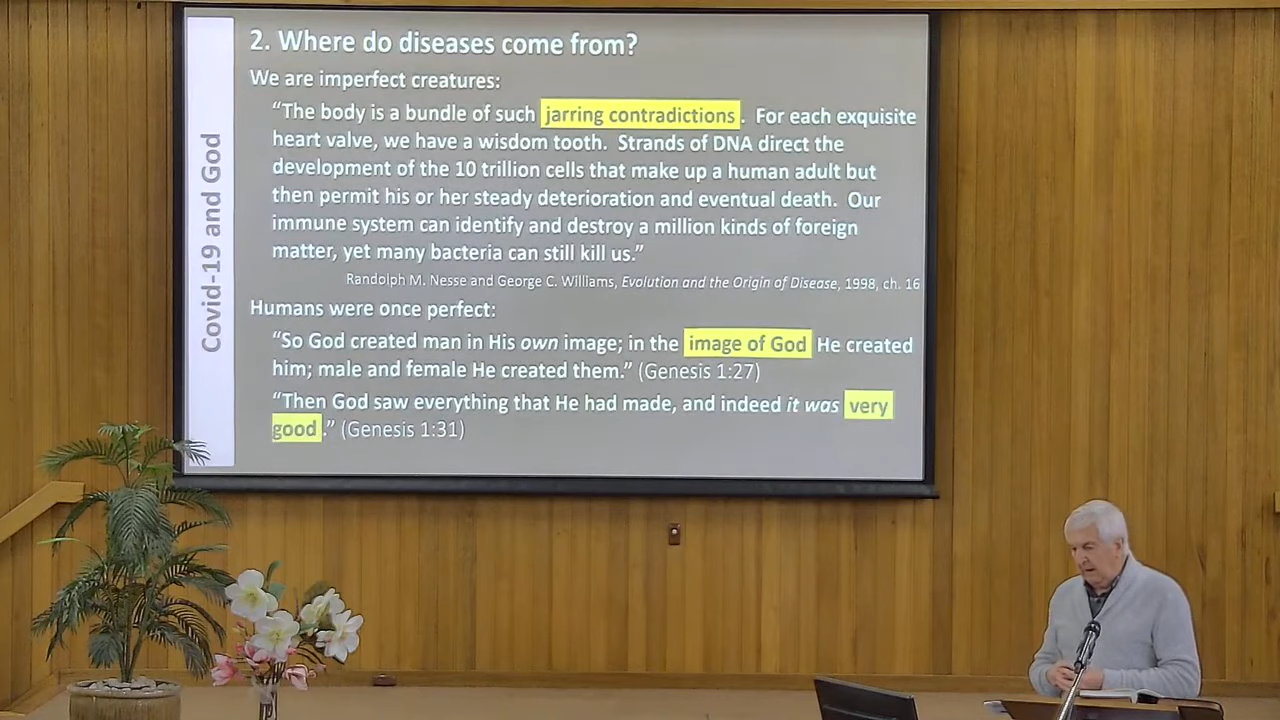 Covid-19 and God
2. Where do diseases come from?
We are imperfect creatures:
“The body is a bundle of such jarring contradictions. For each exquisite
heart valve, we have a wisdom tooth. Strands of DNA direct the
development of the 10 trillion cells that make up a human adult but
then permit his or her steady deterioration and eventual death. Our
immune system can identify and destroy a million kinds of foreign
matter, yet many bacteria can still kill us.”
Randolph M. Nesse and George C. Williams, Evolution and the Origin of Disease, 1998, ch. 16
Humans were once perfect:
“So God created man in His own image; in the image of God He created
him; male and female He created them.” (Genesis 1:27)
“Then God saw everything that He had made, and indeed it was very
good.” (Genesis 1:31)